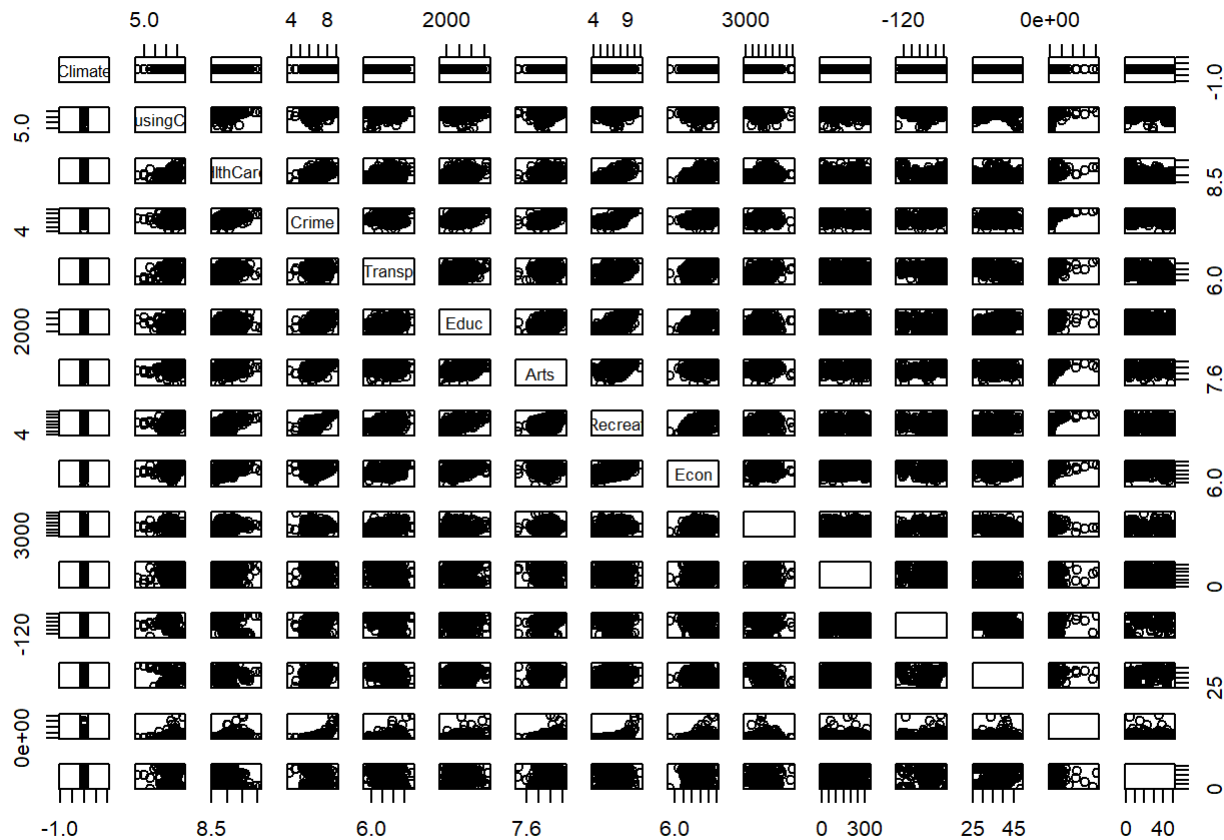 5.0 4 8 2000 4 9 3000 -120 0e+00
Climate -1.0
5.0 usingC
lthCare 8.5
4 Crime
Transp 6.0
2000 Educ
Arts 7.6
4 Recreat
Econ 6.0
3000
0
-120
25
0e+00
0
-1.0 8.5 6.0 7.6 6.0 0 300 25 45 0 40